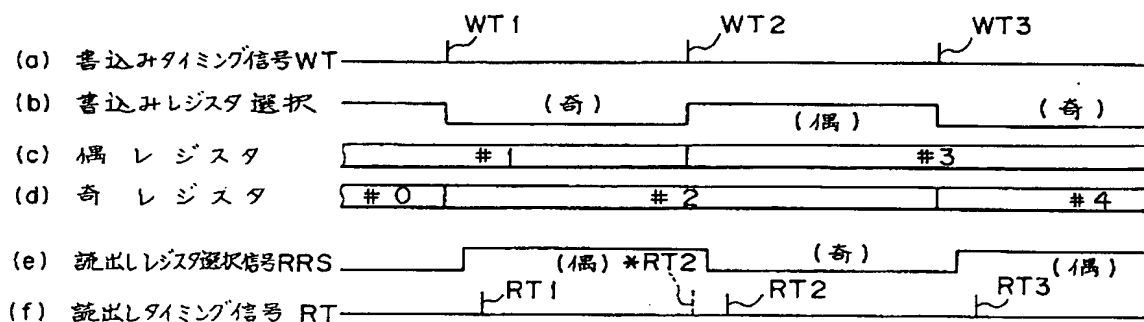 WT1 WT2 WT3
(a) 書込みタイミング信号WT
(b) 書込みレジスタ選択 (奇) (偶) (奇)
(c) 偶レジスタ #1 #3
(d) 奇レジスタ #0 #2 #4
(e) 読出しレジスタ選択信号RRS (偶) *RT2 (奇) (偶)
(f) 読出しタイミング信号 RT RT1 RT2 RT3